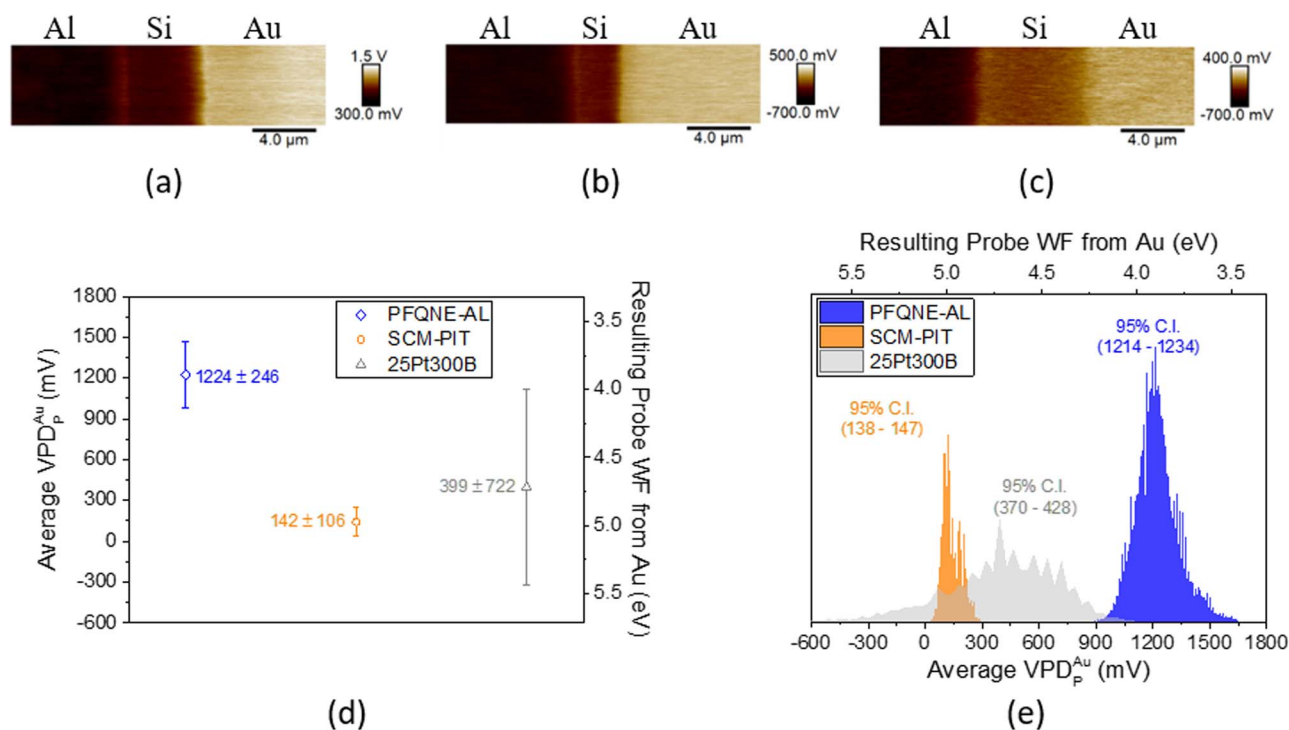 Al Si Au
1.5 V
300.0 mV
4.0 µm
(a)
Al Si Au
500.0 mV
-700.0 mV
4.0 µm
(b)
Al Si Au
400.0 mV
-700.0 mV
4.0 µm
(c)
Average VPD_P^Au (mV)
1800
1500
1200
900
600
300
0
-300
-600
PFQNE-AL
SCM-PIT
25Pt300B
1224 ± 246
142 ± 106
399 ± 722
3.5
4.0
4.5
5.0
5.5
Resulting Probe WF from Au (eV)
(d)
Resulting Probe WF from Au (eV)
5.5 5.0 4.5 4.0 3.5
PFQNE-AL
SCM-PIT
25Pt300B
95% C.I.
(1214 - 1234)
95% C.I.
(138 - 147)
95% C.I.
(370 - 428)
-600 -300 0 300 600 900 1200 1500 1800
Average VPD_P^Au (mV)
(e)